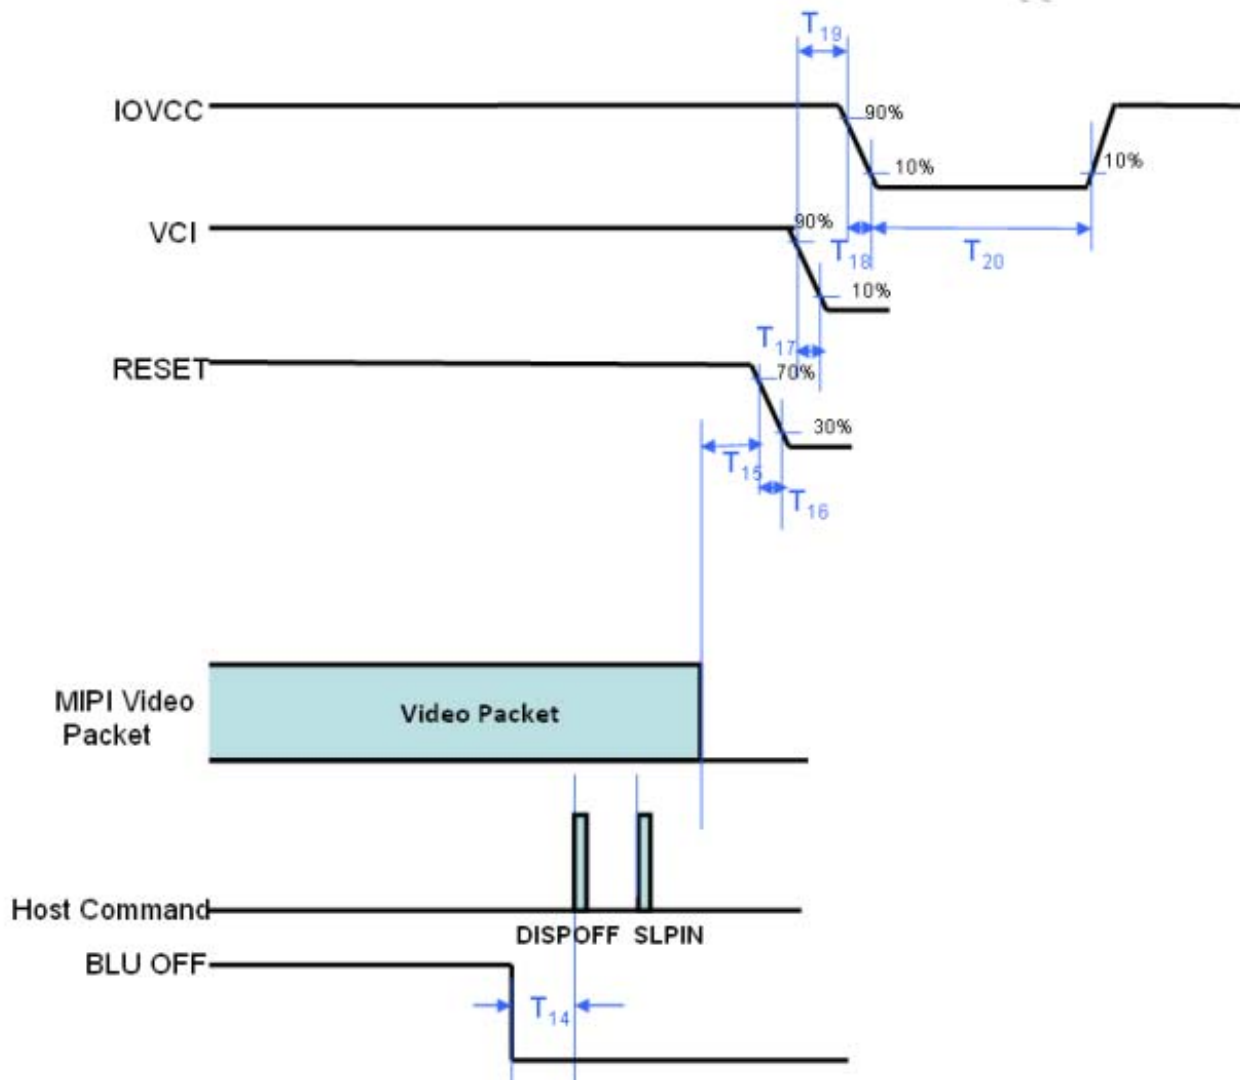 T19
IOVCC
90%
10%
10%
VCI
90%
T18
T20
10%
T17
RESET
70%
30%
T15
T16
MIPI Video
Packet
Video Packet
Host Command
DISPOFF SLPIN
BLU OFF
T14